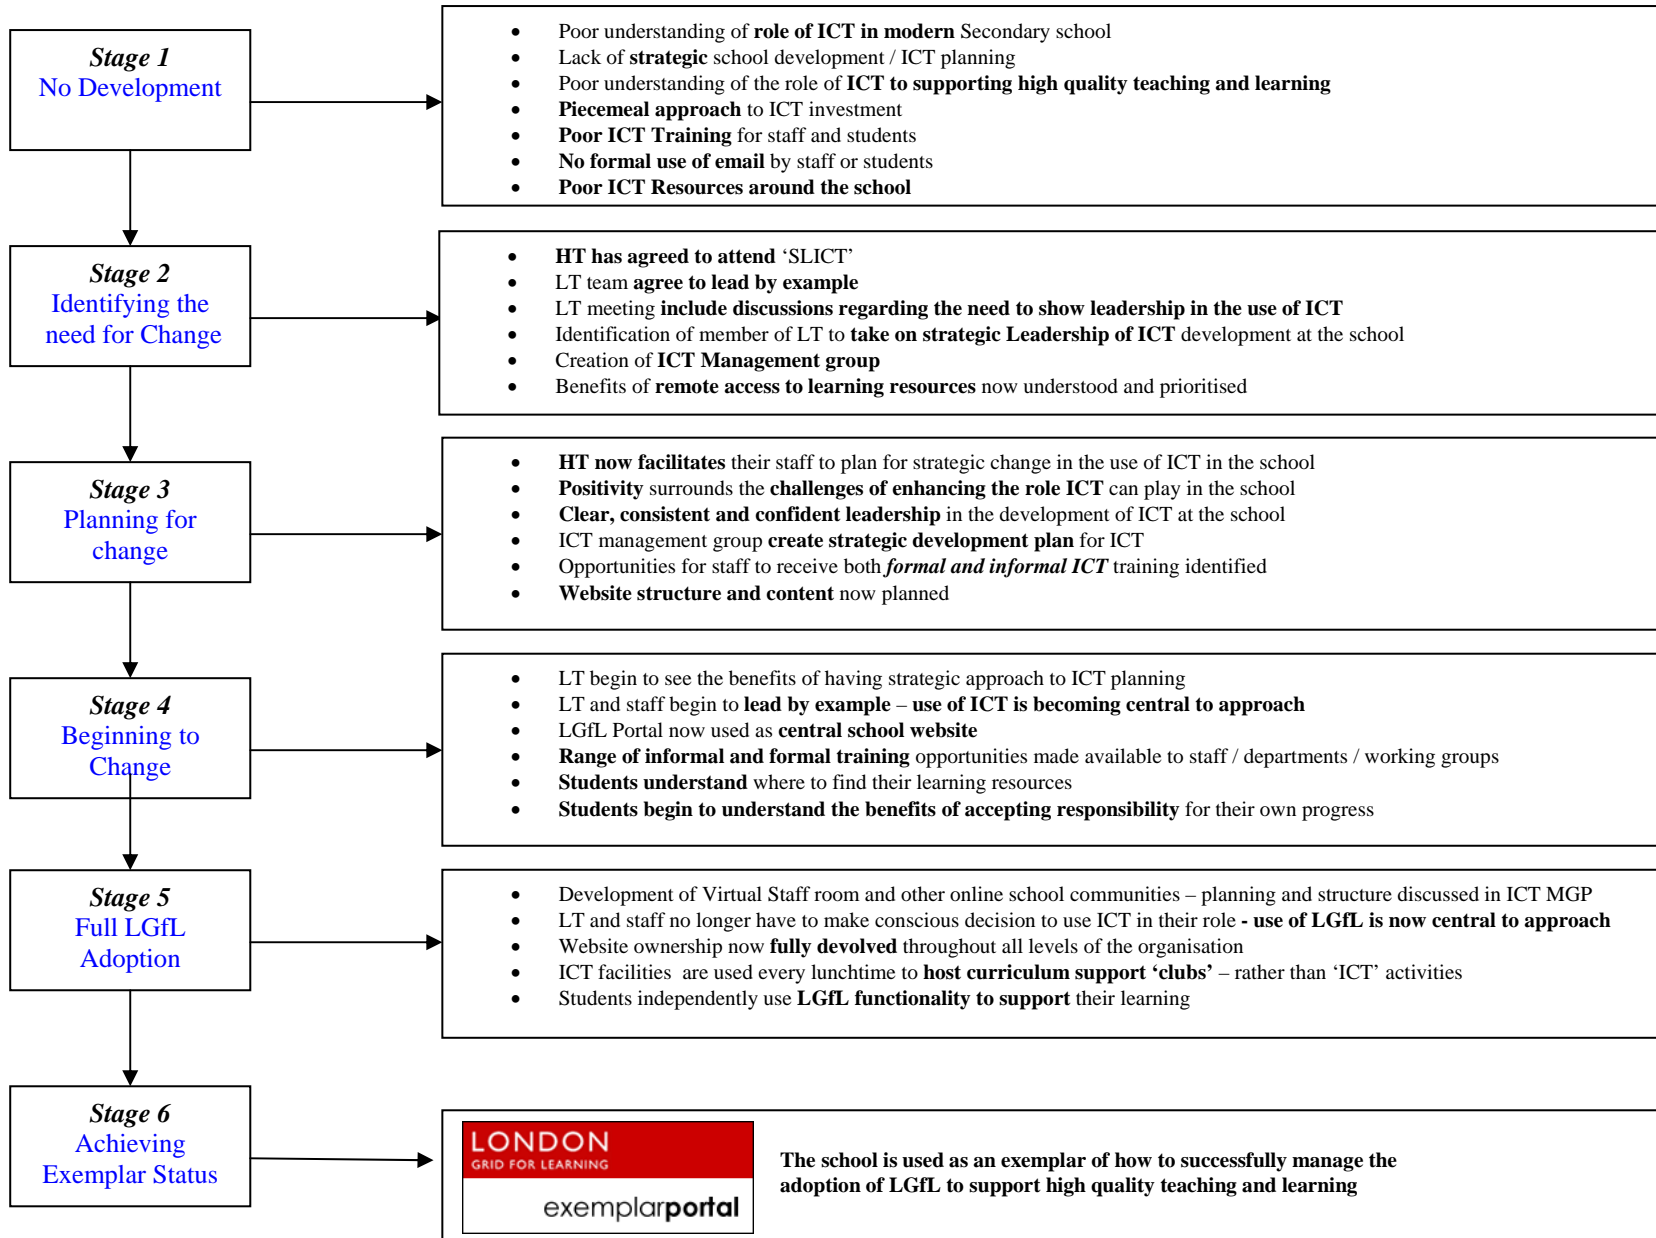 Stage 1
No Development
• Poor understanding of role of ICT in modern Secondary school
• Lack of strategic school development / ICT planning
• Poor understanding of the role of ICT to supporting high quality teaching and learning
• Piecemeal approach to ICT investment
• Poor ICT Training for staff and students
• No formal use of email by staff or students
• Poor ICT Resources around the school
Stage 2
Identifying the
need for Change
• HT has agreed to attend ‘SLICT’
• LT team agree to lead by example
• LT meeting include discussions regarding the need to show leadership in the use of ICT
• Identification of member of LT to take on strategic Leadership of ICT development at the school
• Creation of ICT Management group
• Benefits of remote access to learning resources now understood and prioritised
Stage 3
Planning for
change
• HT now facilitates their staff to plan for strategic change in the use of ICT in the school
• Positivity surrounds the challenges of enhancing the role ICT can play in the school
• Clear, consistent and confident leadership in the development of ICT at the school
• ICT management group create strategic development plan for ICT
• Opportunities for staff to receive both formal and informal ICT training identified
• Website structure and content now planned
Stage 4
Beginning to
Change
• LT begin to see the benefits of having strategic approach to ICT planning
• LT and staff begin to lead by example – use of ICT is becoming central to approach
• LGfL Portal now used as central school website
• Range of informal and formal training opportunities made available to staff / departments / working groups
• Students understand where to find their learning resources
• Students begin to understand the benefits of accepting responsibility for their own progress
Stage 5
Full LGfL
Adoption
• Development of Virtual Staff room and other online school communities – planning and structure discussed in ICT MGP
• LT and staff no longer have to make conscious decision to use ICT in their role - use of LGfL is now central to approach
• Website ownership now fully devolved throughout all levels of the organisation
• ICT facilities are used every lunchtime to host curriculum support ‘clubs’ – rather than ‘ICT’ activities
• Students independently use LGfL functionality to support their learning
Stage 6
Achieving
Exemplar Status
LONDON
GRID FOR LEARNING
exemplarportal
The school is used as an exemplar of how to successfully manage the
adoption of LGfL to support high quality teaching and learning